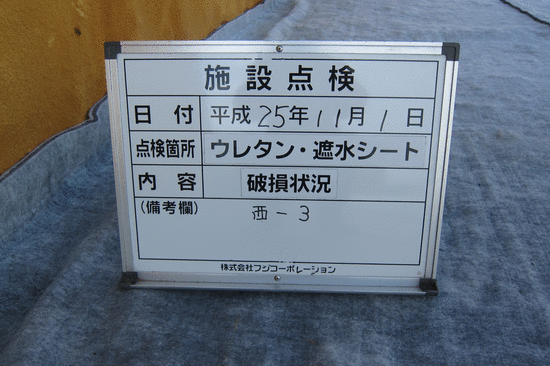 施設点検
日付 平成25年11月1日
点検箇所 ウレタン・遮水シート
内容 破損状況
(備考欄) 西-3
株式会社フジコーポレーション